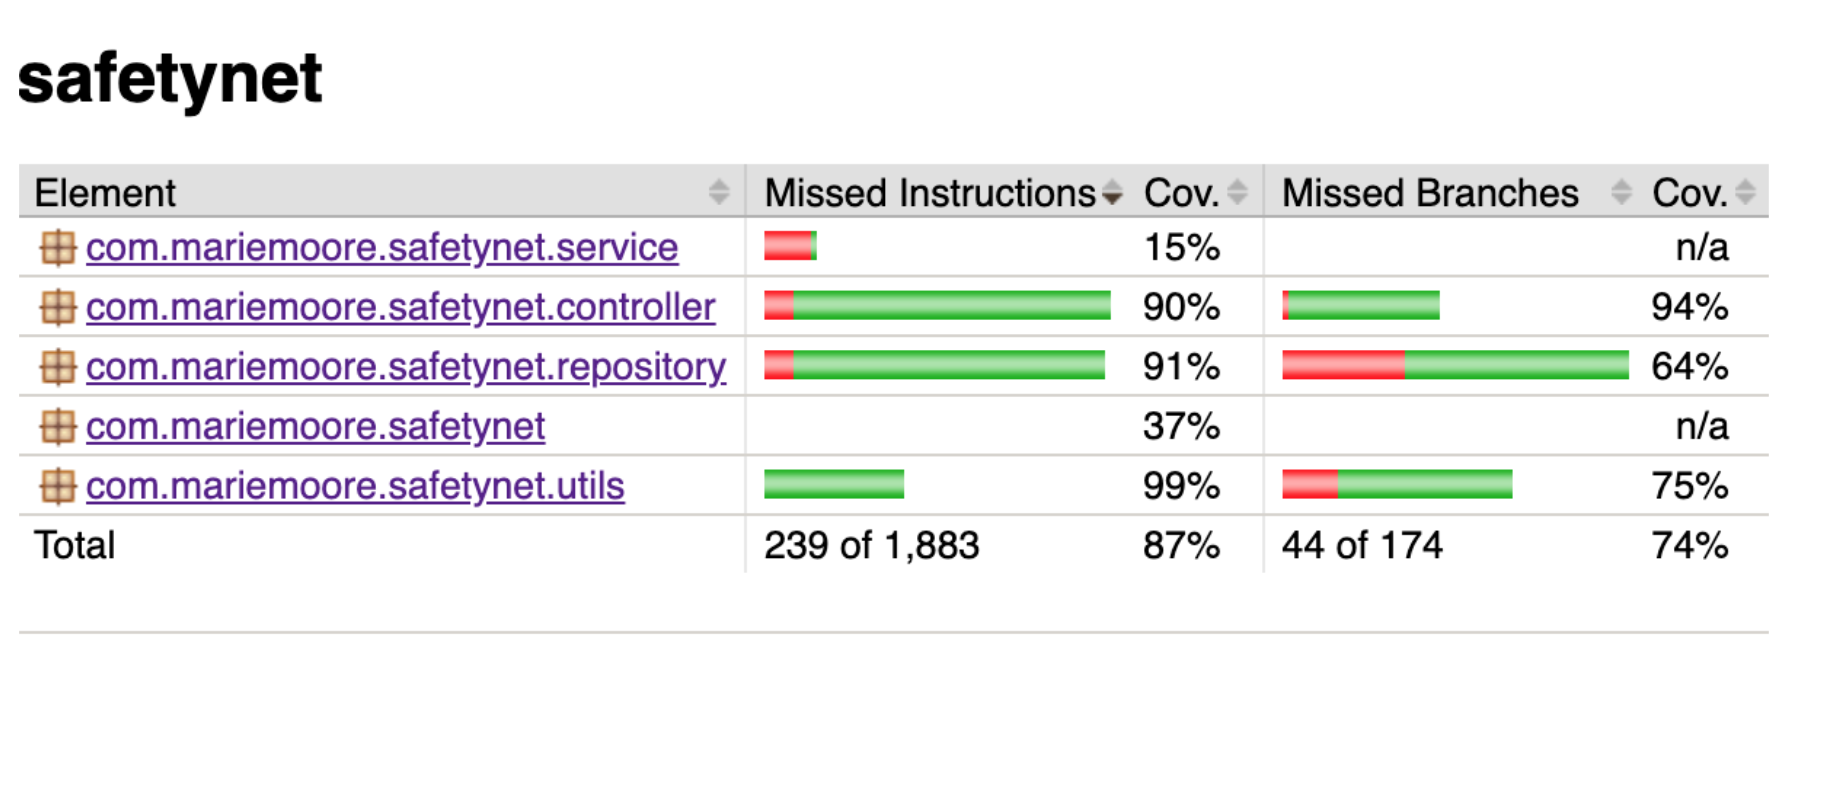 safetynet
Element Missed Instructions Cov. Missed Branches Cov.
com.mariemoore.safetynet.service 15% n/a
com.mariemoore.safetynet.controller 90% 94%
com.mariemoore.safetynet.repository 91% 64%
com.mariemoore.safetynet 37% n/a
com.mariemoore.safetynet.utils 99% 75%
Total 239 of 1,883 87% 44 of 174 74%